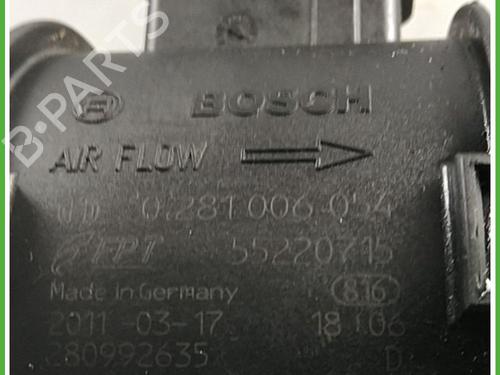 B-PARTS
BOSCH
AIR FLOW
0 281 006 054
55220715
Made in Germany 816
2011-03-17 18 06
280992635 D